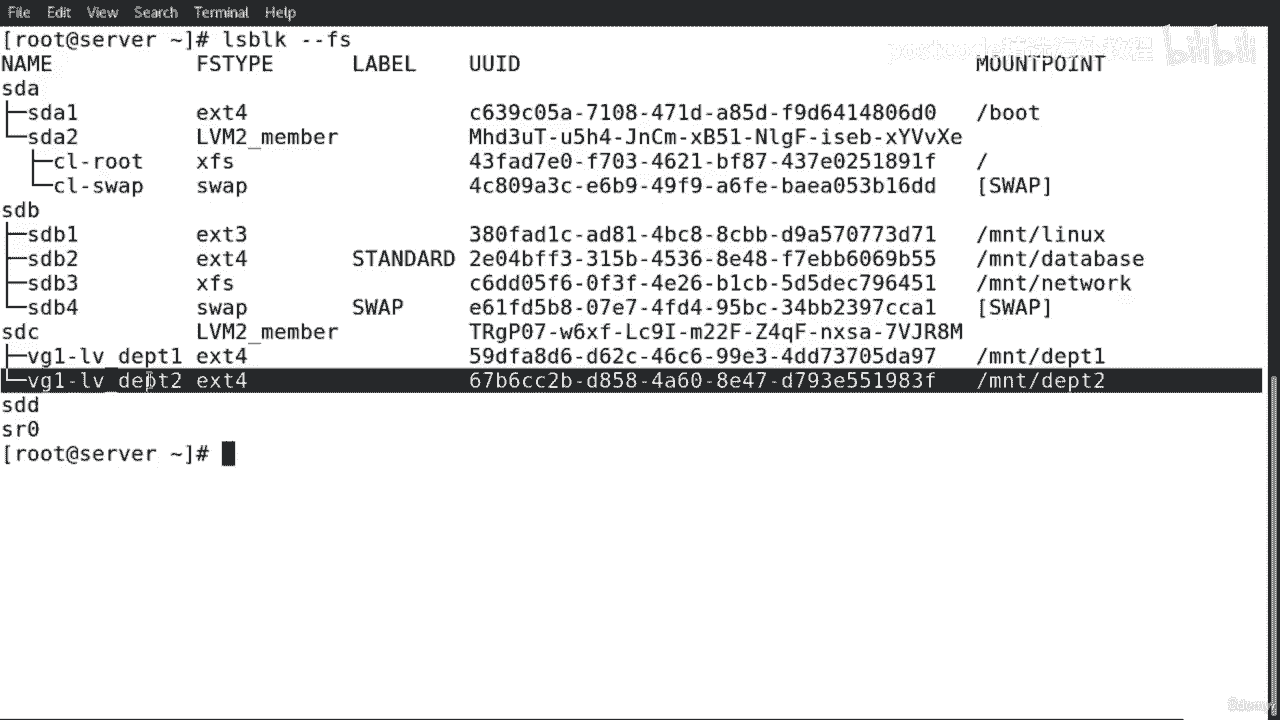 File Edit View Search Terminal Help
[root@server ~]# lsblk --fs
NAME FSTYPE LABEL UUID MOUNTPOINT
sda
├─sda1 ext4 c639c05a-7108-471d-a85d-f9d6414806d0 /boot
└─sda2 LVM2_member Mhd3uT-u5h4-JnCm-xB51-NlgF-iseb-xYVvXe
├─cl-root xfs 43fad7e0-f703-4621-bf87-437e0251891f /
└─cl-swap swap 4c809a3c-e6b9-49f9-a6fe-baea053b16dd [SWAP]
sdb
├─sdb1 ext3 380fad1c-ad81-4bc8-8cbb-d9a570773d71 /mnt/linux
├─sdb2 ext4 STANDARD 2e04bff3-315b-4536-8e48-f7ebb6069b55 /mnt/database
├─sdb3 xfs c6dd05f6-0f3f-4e26-b1cb-5d5dec796451 /mnt/network
└─sdb4 swap SWAP e61fd5b8-07e7-4fd4-95bc-34bb2397cca1 [SWAP]
sdc LVM2_member TRgP07-w6xf-Lc9I-m22F-Z4qF-nxsa-7VJR8M
├─vg1-lv_dept1 ext4 59dfa8d6-d62c-46c6-99e3-4dd73705da97 /mnt/dept1
└─vg1-lv_dept2 ext4 67b6cc2b-d858-4a60-8e47-d793e551983f /mnt/dept2
sdd
sr0
[root@server ~]#
bilibili